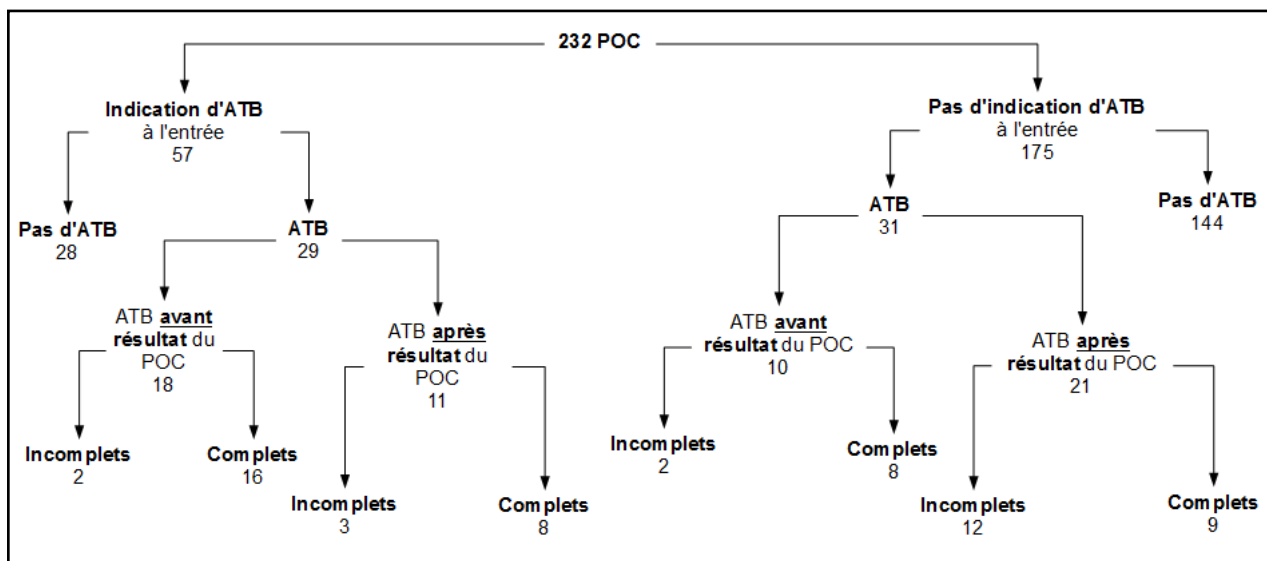 232 POC
Indication d'ATB
à l'entrée
57
Pas d'indication d'ATB
à l'entrée
175
Pas d'ATB
28
ATB
29
ATB
31
Pas d'ATB
144
ATB avant
résultat du
POC
18
ATB après
résultat du
POC
11
ATB avant
résultat du POC
10
ATB après
résultat du POC
21
Incomplets
2
Complets
16
Incomplets
3
Complets
8
Incomplets
2
Complets
8
Incomplets
12
Complets
9